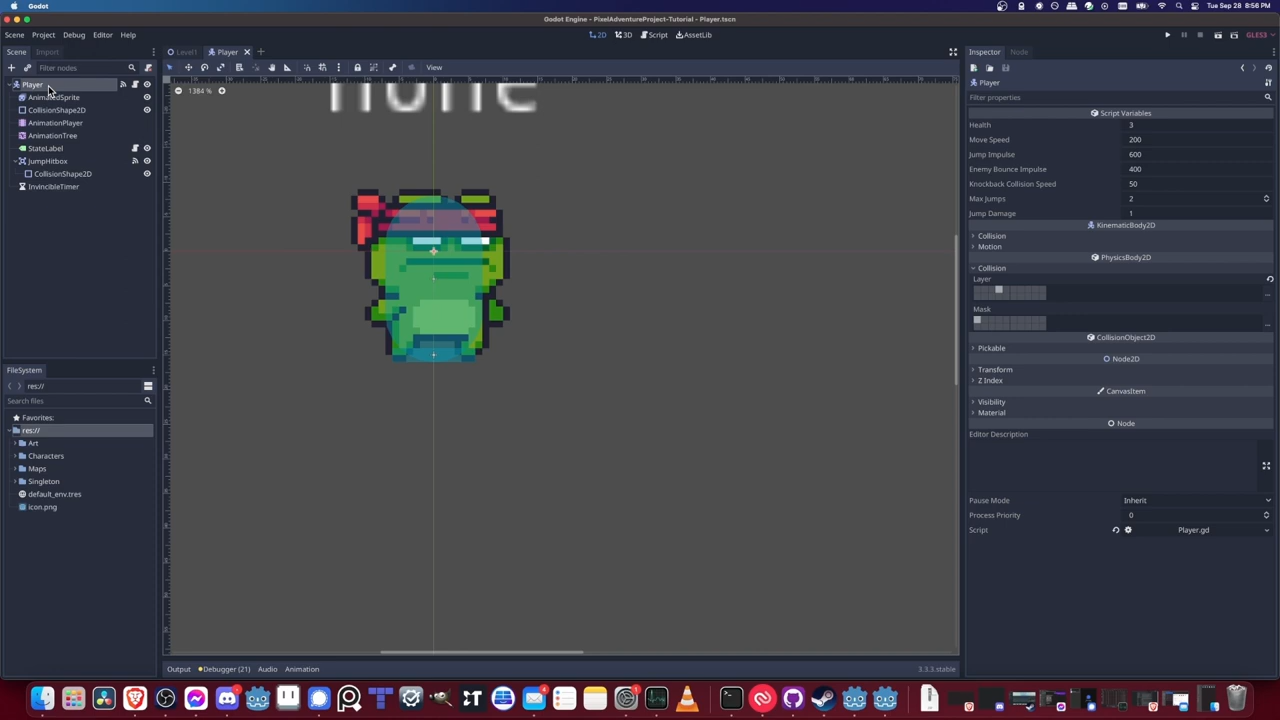 Godot
Tue Sep 28 8:56 PM
Godot Engine - PixelAdventureProject-Tutorial - Player.tscn
Scene Project Debug Editor Help
2D 3D Script AssetLib
GLES3
Scene Import
Level1 Player
Inspector Node
Filter nodes
View
Player
AnimatedSprite
CollisionShape2D
AnimationPlayer
AnimationTree
StateLabel
JumpHitbox
CollisionShape2D
InvincibleTimer
1384 %
none
FileSystem
res://
Search files
Favorites:
res://
Art
Characters
Maps
Singleton
default_env.tres
icon.png
Player
Filter properties
Script Variables
Health 3
Move Speed 200
Jump Impulse 600
Enemy Bounce Impulse 400
Knockback Collision Speed 50
Max Jumps 2
Jump Damage 1
KinematicBody2D
Collision
Motion
PhysicsBody2D
Collision
Layer
...
Mask
...
CollisionObject2D
Pickable
Node2D
Transform
Z Index
CanvasItem
Visibility
Material
Node
Editor Description
Pause Mode Inherit
Process Priority 0
Script Player.gd
Output Debugger (21) Audio Animation
3.3.3.stable